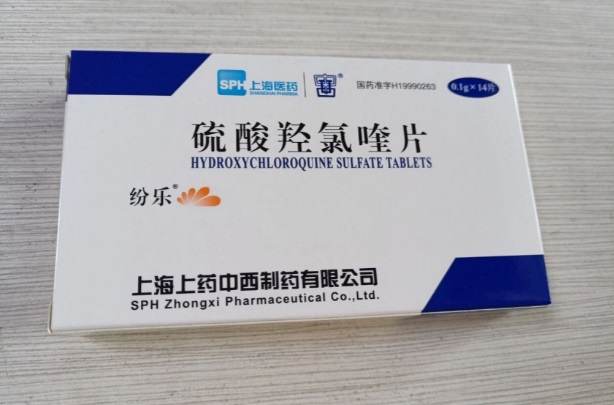 SPH 上海医药 国药准字H19990263 0.1g×14片
SHANGHAI PHARMA
硫酸羟氯喹片
HYDROXYCHLOROQUINE SULFATE TABLETS
纷乐®
上海上药中西制药有限公司
SPH Zhongxi Pharmaceutical Co.,Ltd.